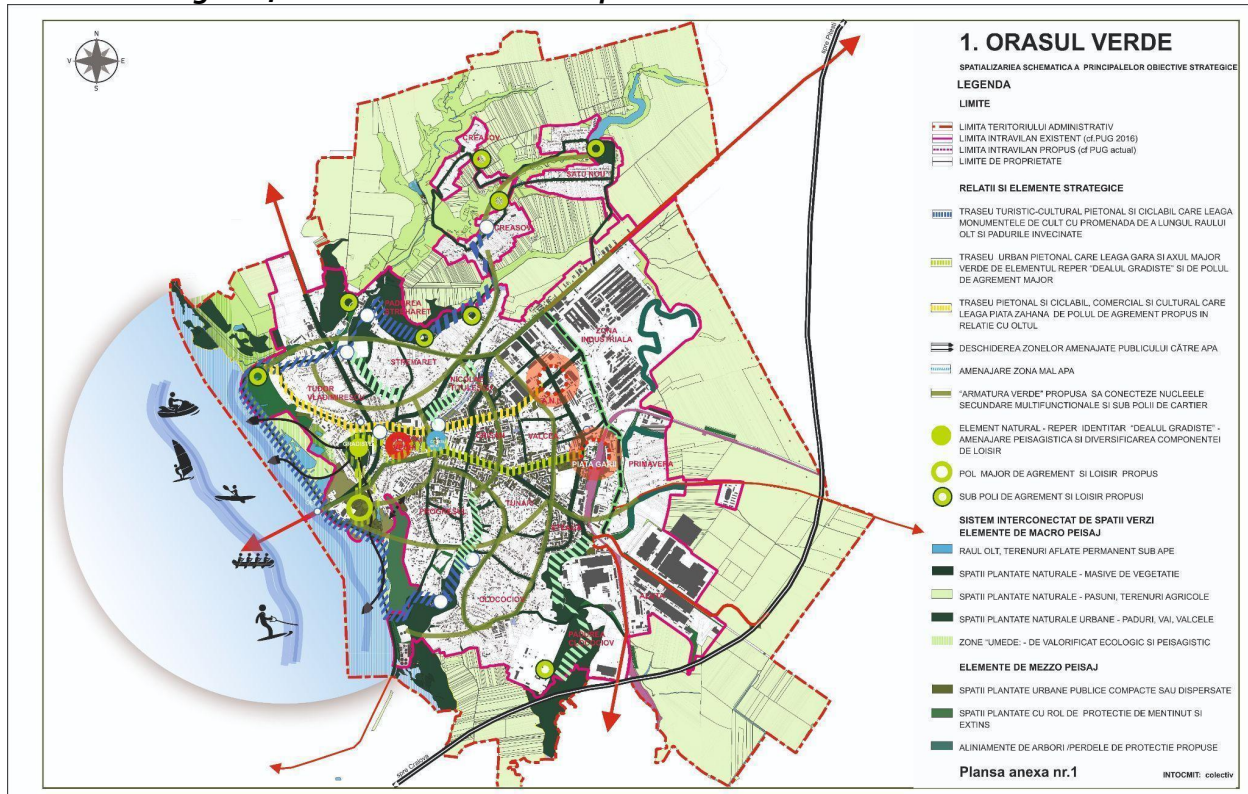 N
V
E
S
spre Pitesti
CREASOV
SATU NOU
CREASOV
PADUREA
STREHARET
ZONA
INDUSTRIALA
STREMARET
NICOLAE
TITULESCU
TUDOR
VLADIMIRESCU
VALCEA
PIATA GARII
PRIMAVERA
PROGRESUL
TUNARI
CLOCOCIOV
PADUREA
spre Craiova
1. ORASUL VERDE
SPATIALIZAREA SCHEMATICA A PRINCIPALELOR OBIECTIVE STRATEGICE
LEGENDA
LIMITE
LIMITA TERITORIULUI ADMINISTRATIV
LIMITA INTRAVILAN EXISTENT (cf.PUG 2016)
LIMITA INTRAVILAN PROPUS (cf PUG actual)
LIMITE DE PROPRIETATE
RELATII SI ELEMENTE STRATEGICE
TRASEU TURISTIC-CULTURAL PIETONAL SI CICLABIL CARE LEAGA
MONUMENTELE DE CULT CU PROMENADA DE A LUNGUL RAULUI
OLT SI PADURILE INVECINATE
TRASEU URBAN PIETONAL CARE LEAGA GARA SI AXUL MAJOR
VERDE DE ELEMENTUL REPER "DEALUL GRADISTE" SI DE POLUL
DE AGREMENT MAJOR
TRASEU PIETONAL SI CICLABIL, COMERCIAL SI CULTURAL CARE
LEAGA PIATA ZAHANA DE POLUL DE AGREMENT PROPUS IN
RELATIE CU OLTUL
DESCHIDEREA ZONELOR AMENAJATE PUBLICULUI CĂTRE APA
AMENAJARE ZONA MAL APA
"ARMATURA VERDE" PROPUSA SA CONECTEZE NUCLEELE
SECUNDARE MULTIFUNCTIONALE SI SUB POLII DE CARTIER
ELEMENT NATURAL - REPER IDENTITAR "DEALUL GRADISTE" -
AMENAJARE PEISAGISTICA SI DIVERSIFICAREA COMPONENTEI
DE LOISIR
POL MAJOR DE AGREMENT SI LOISIR PROPUS
SUB POLI DE AGREMENT SI LOISIR PROPUSI
SISTEM INTERCONECTAT DE SPATII VERZI
ELEMENTE DE MACRO PEISAJ
RAUL OLT, TERENURI AFLATE PERMANENT SUB APE
SPATII PLANTATE NATURALE - MASIVE DE VEGETATIE
SPATII PLANTATE NATURALE - PASUNI, TERENURI AGRICOLE
SPATII PLANTATE NATURALE URBANE - PADURI, VAI, VALCELE
ZONE "UMEDE: - DE VALORIFICAT ECOLOGIC SI PEISAGISTIC
ELEMENTE DE MEZZO PEISAJ
SPATII PLANTATE URBANE PUBLICE COMPACTE SAU DISPERSATE
SPATII PLANTATE CU ROL DE PROTECTIE DE MENTINUT SI
EXTINS
ALINIAMENTE DE ARBORI /PERDELE DE PROTECTIE PROPUSE
Plansa anexa nr.1
INTOCMIT: colectiv